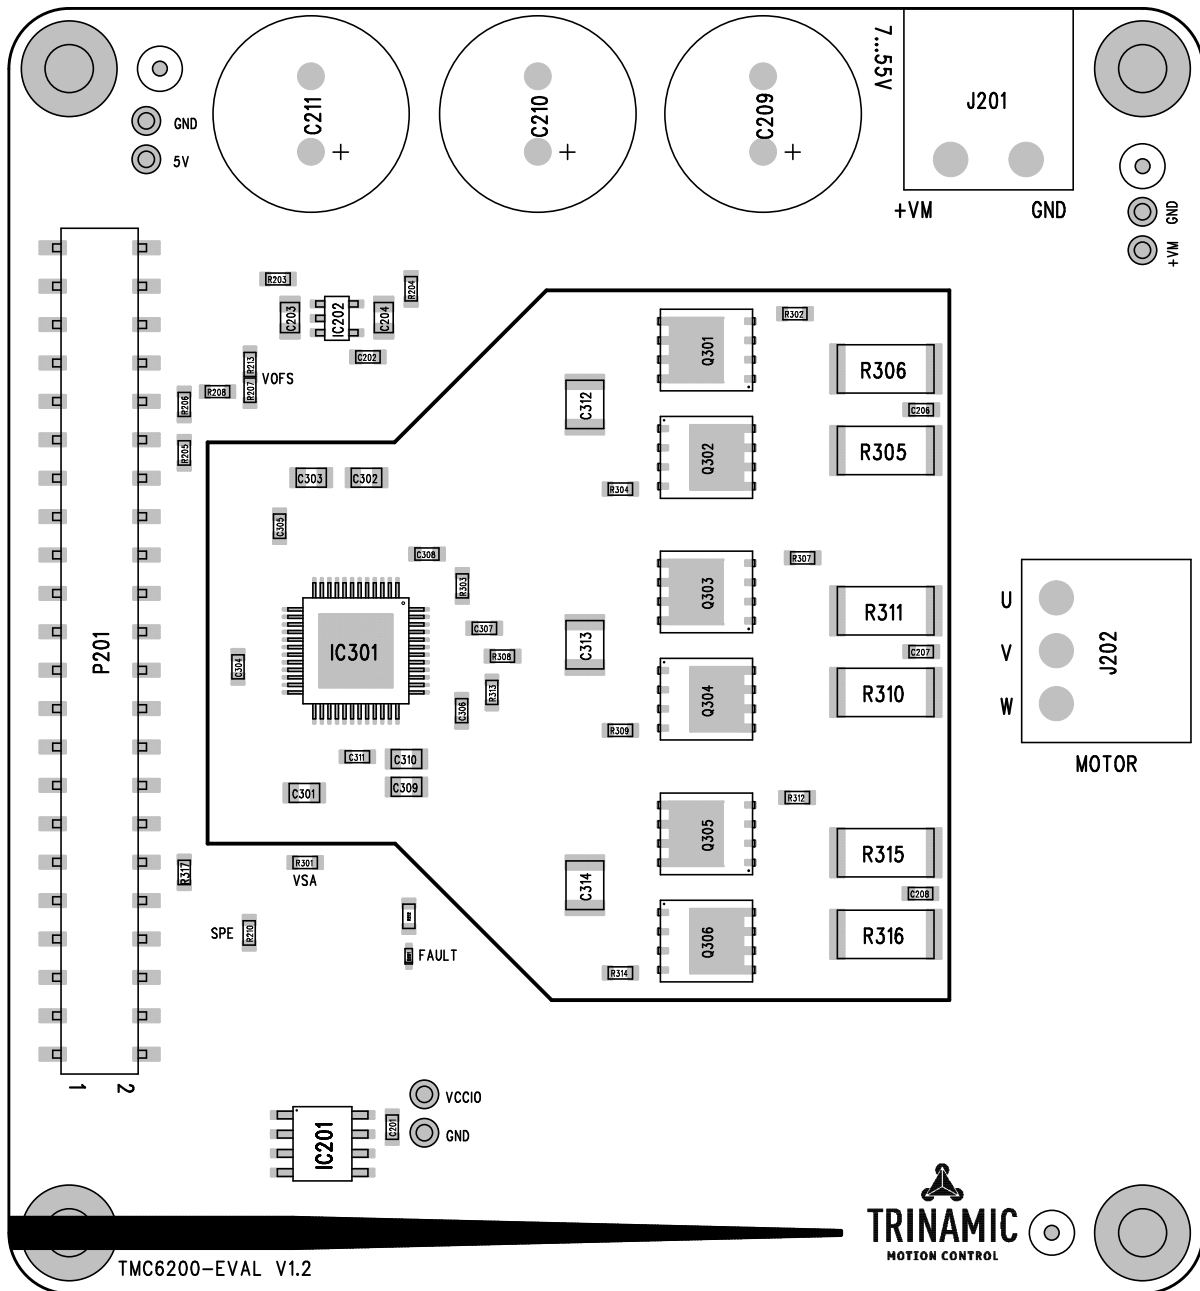 C211
C210
C209
7...55V
J201
GND
5V
+VM
GND
GND
+VM
R203
R204
C203
IC202
C204
C202
R213
VOFS
R207
R208
R206
R205
Q301
R302
R306
C312
C206
Q302
R305
R304
C303
C302
C305
C308
R303
C307
R308
IC301
C304
C306
R313
P201
Q303
R307
R311
C313
C207
Q304
R310
R309
U
V
W
J202
MOTOR
C311
C310
C309
C301
Q305
R312
R315
C314
C208
Q306
R316
R314
R317
R301
VSA
SPE
R210
FAULT
1
2
VCCIO
C201
GND
IC201
TRINAMIC
MOTION CONTROL
TMC6200-EVAL V1.2